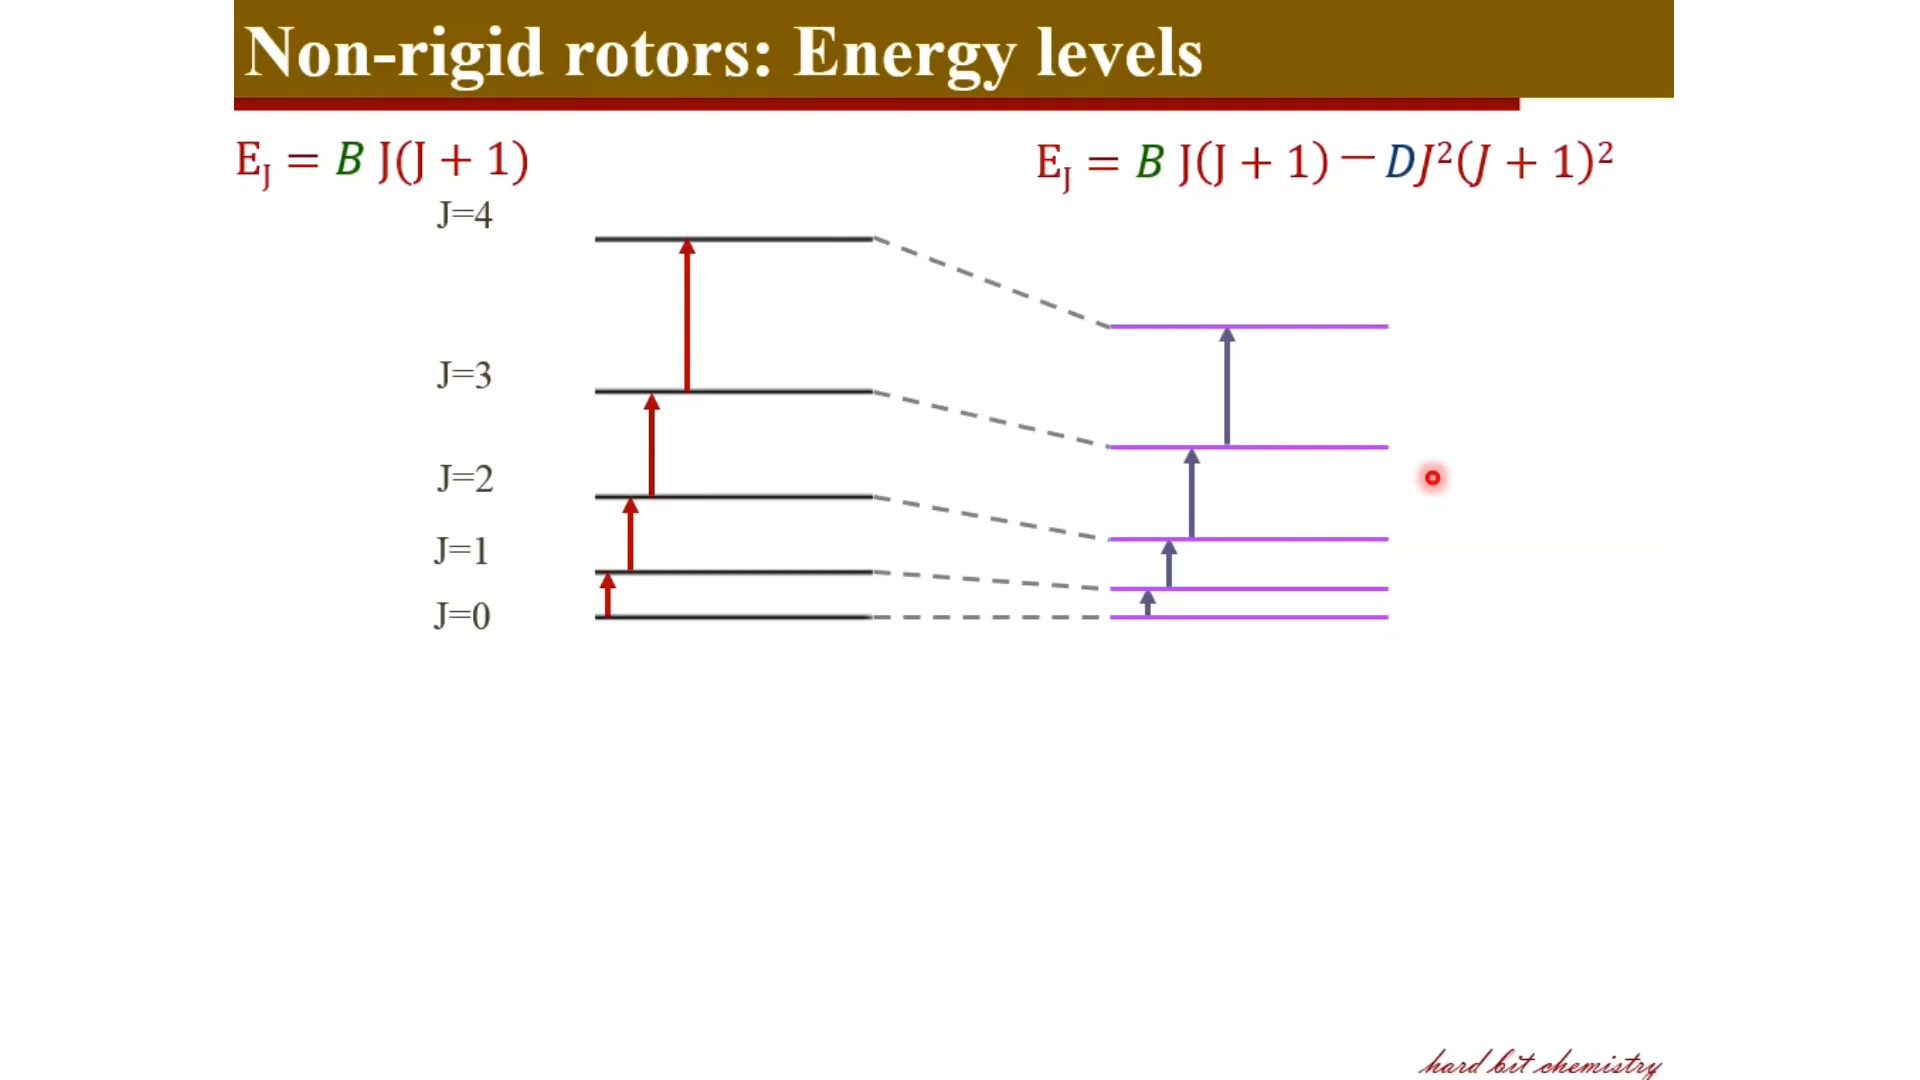 Non-rigid rotors: Energy levels
E_J = B J(J + 1)
E_J = B J(J + 1) − DJ²(J + 1)²
J=4
J=3
J=2
J=1
J=0
hard bit chemistry